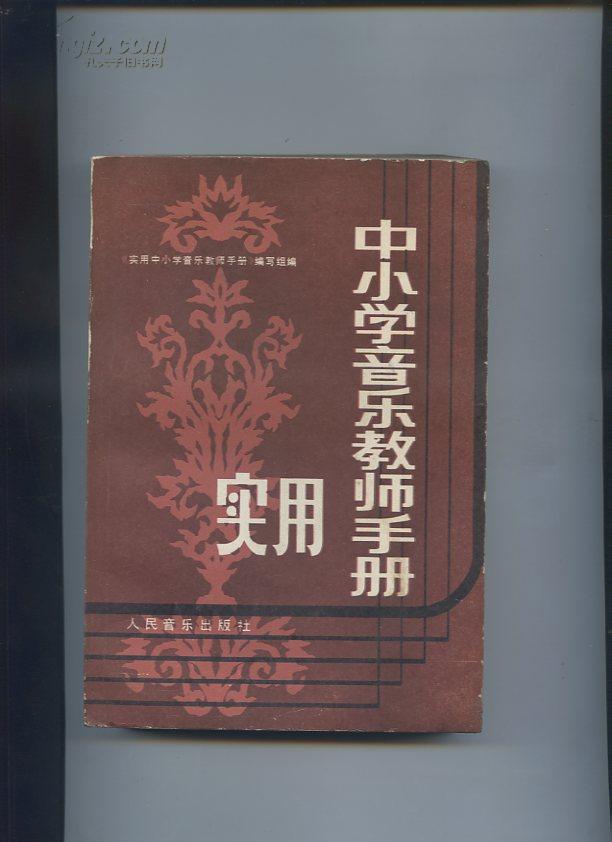 《实用中小学音乐教师手册》编写组编
实用
中小学音乐教师手册
人民音乐出版社
孔夫子旧书网